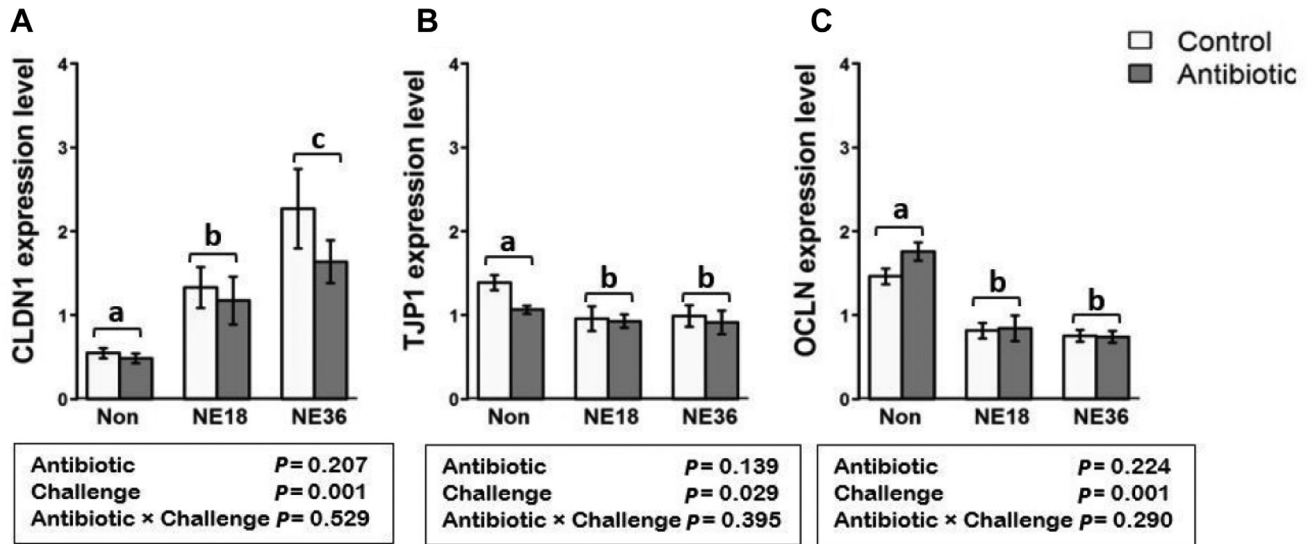 A
CLDN1 expression level
4
3
2
1
0
a
b
c
Non NE18 NE36
Antibiotic P= 0.207
Challenge P= 0.001
Antibiotic × Challenge P= 0.529
B
TJP1 expression level
4
3
2
1
0
a
b
b
Non NE18 NE36
Antibiotic P= 0.139
Challenge P= 0.029
Antibiotic × Challenge P= 0.395
C
OCLN expression level
4
3
2
1
0
a
b
b
Non NE18 NE36
Antibiotic P= 0.224
Challenge P= 0.001
Antibiotic × Challenge P= 0.290
Control
Antibiotic